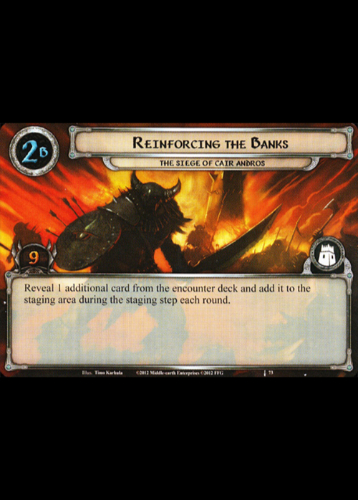 2B
Reinforcing the Banks
The Siege of Cair Andros
9
Reveal 1 additional card from the encounter deck and add it to the
staging area during the staging step each round.
Illus. Timo Karhula ©2012 Middle-earth Enterprises ©2012 FFG 73